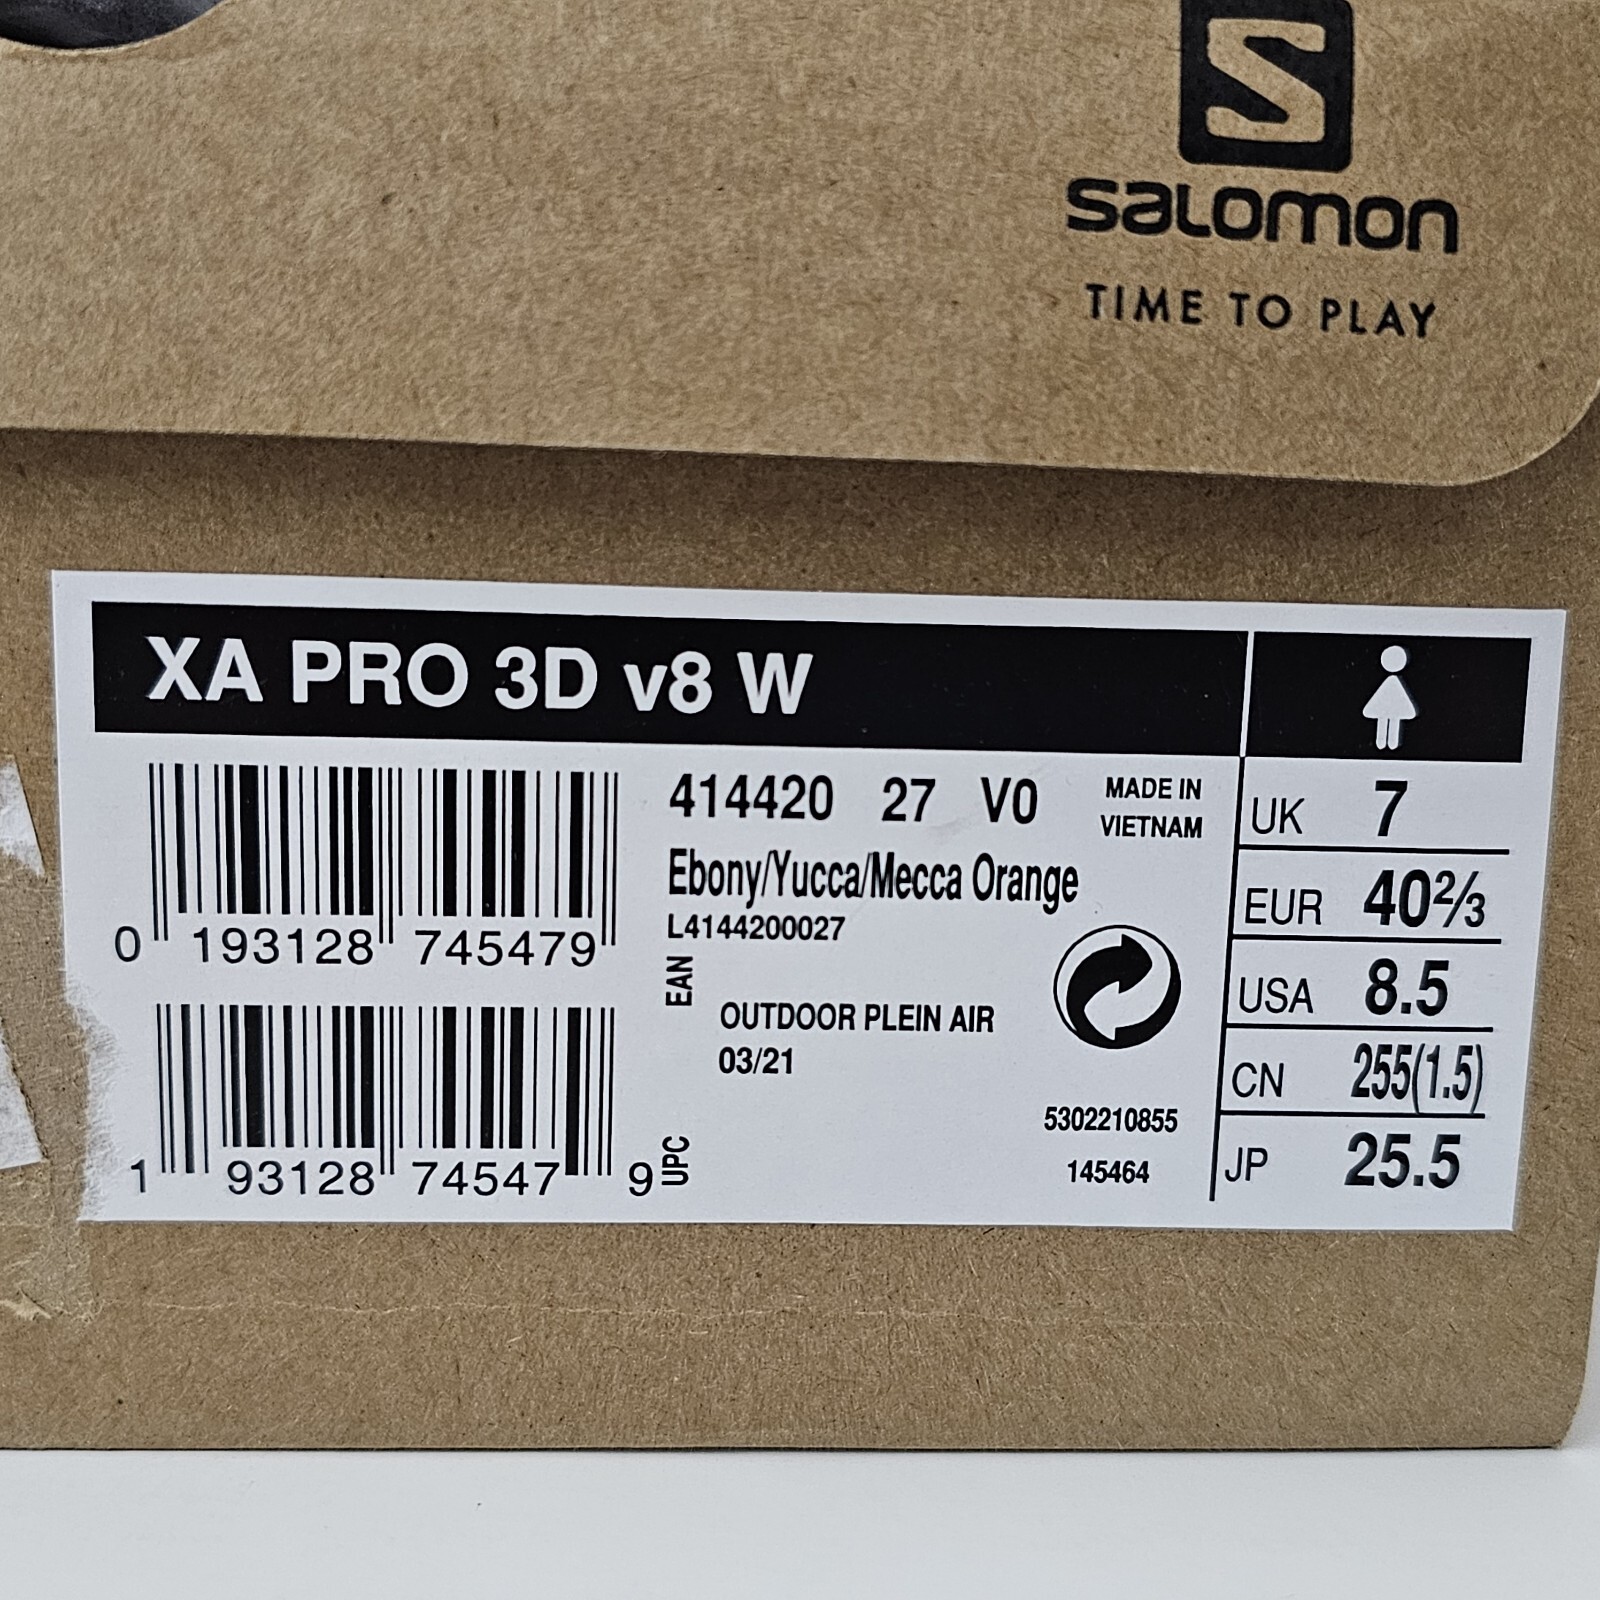 S
SALOMON
TIME TO PLAY
XA PRO 3D v8 W
414420 27 V0
MADE IN
VIETNAM
Ebony/Yucca/Mecca Orange
L4144200027
0 193128 745479
EAN
OUTDOOR PLEIN AIR
03/21
5302210855
145464
1 93128 74547 9
UPC
UK 7
EUR 40⅔
USA 8.5
CN 255(1.5)
JP 25.5